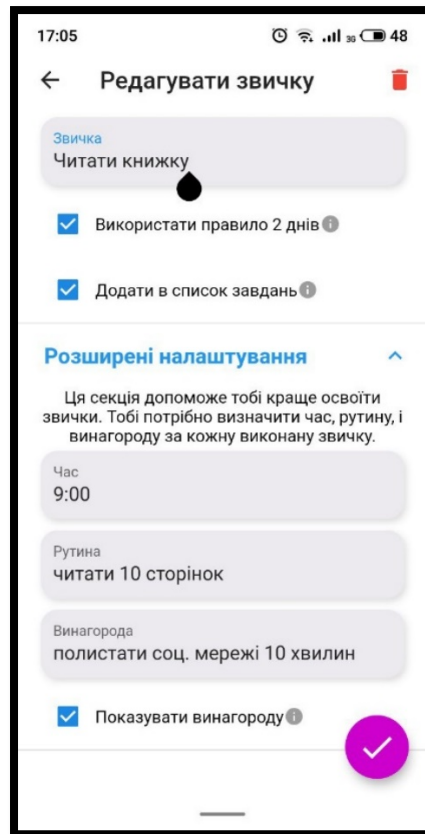 17:05
3G 48
Редагувати звичку
Звичка
Читати книжку
Використати правило 2 днів
Додати в список завдань
Розширені налаштування
Ця секція допоможе тобі краще освоїти
звички. Тобі потрібно визначити час, рутину, і
винагороду за кожну виконану звичку.
Час
9:00
Рутина
читати 10 сторінок
Винагорода
полистати соц. мережі 10 хвилин
Показувати винагороду